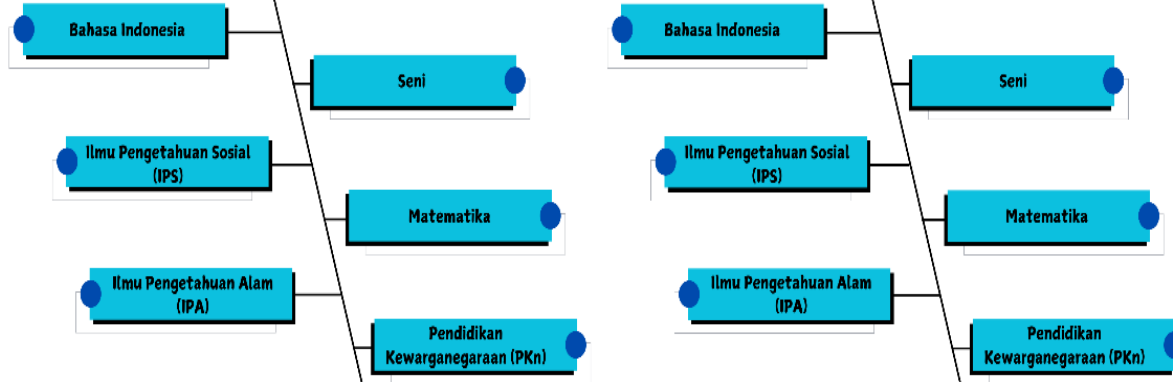 Bahasa Indonesia
Seni
Ilmu Pengetahuan Sosial
(IPS)
Matematika
Ilmu Pengetahuan Alam
(IPA)
Pendidikan
Kewarganegaraan (PKn)
Bahasa Indonesia
Seni
Ilmu Pengetahuan Sosial
(IPS)
Matematika
Ilmu Pengetahuan Alam
(IPA)
Pendidikan
Kewarganegaraan (PKn)